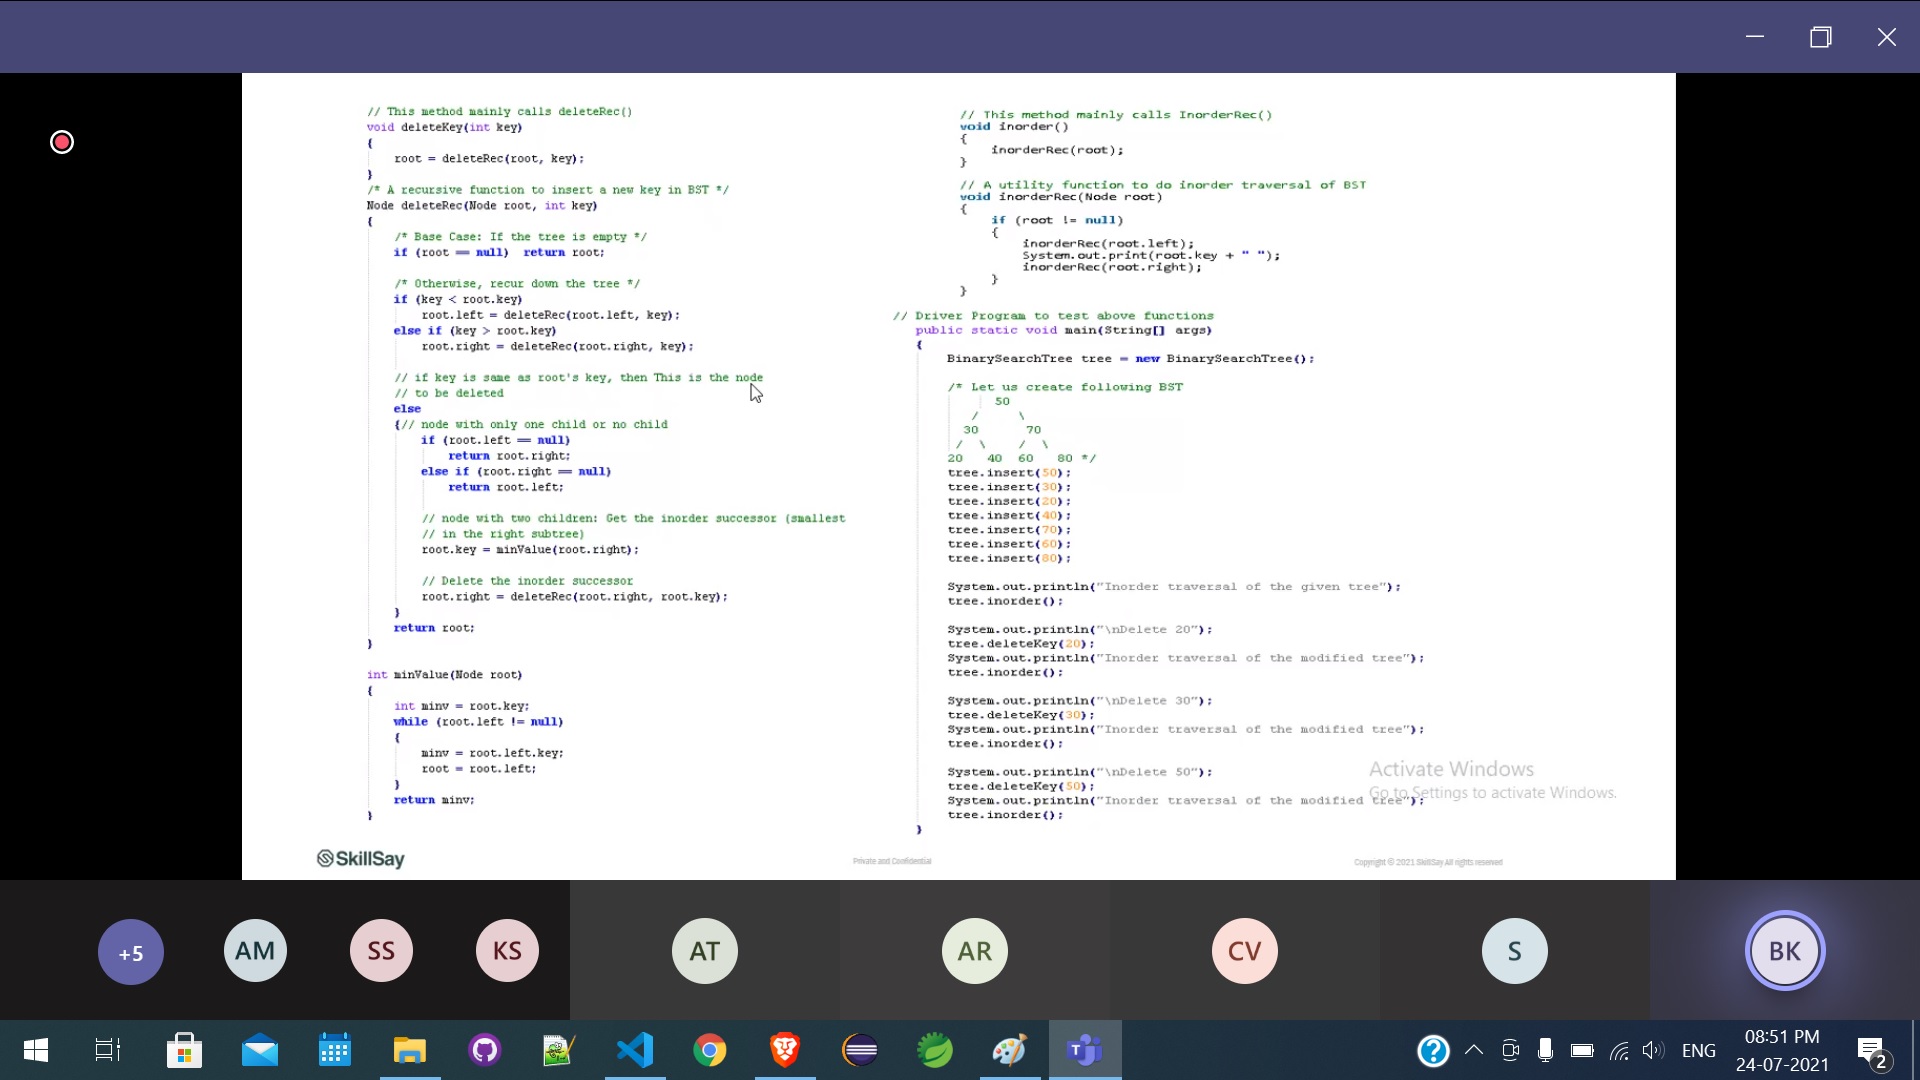 // This method mainly calls deleteRec()
void deleteKey(int key)
{
root = deleteRec(root, key);
}
/* A recursive function to insert a new key in BST */
Node deleteRec(Node root, int key)
{
/* Base Case: If the tree is empty */
if (root == null) return root;
/* Otherwise, recur down the tree */
if (key < root.key)
root.left = deleteRec(root.left, key);
else if (key > root.key)
root.right = deleteRec(root.right, key);
// if key is same as root's key, then This is the node
// to be deleted
else
{// node with only one child or no child
if (root.left == null)
return root.right;
else if (root.right == null)
return root.left;
// node with two children: Get the inorder successor (smallest
// in the right subtree)
root.key = minValue(root.right);
// Delete the inorder successor
root.right = deleteRec(root.right, root.key);
}
return root;
}
int minValue(Node root)
{
int minv = root.key;
while (root.left != null)
{
minv = root.left.key;
root = root.left;
}
return minv;
}
// This method mainly calls InorderRec()
void inorder()
{
inorderRec(root);
}
// A utility function to do inorder traversal of BST
void inorderRec(Node root)
{
if (root != null)
{
inorderRec(root.left);
System.out.print(root.key + " ");
inorderRec(root.right);
}
}
// Driver Program to test above functions
public static void main(String[] args)
{
BinarySearchTree tree = new BinarySearchTree();
/* Let us create following BST
50
/ \
30 70
/ \ / \
20 40 60 80 */
tree.insert(50);
tree.insert(30);
tree.insert(20);
tree.insert(40);
tree.insert(70);
tree.insert(60);
tree.insert(80);
System.out.println("Inorder traversal of the given tree");
tree.inorder();
System.out.println("\nDelete 20");
tree.deleteKey(20);
System.out.println("Inorder traversal of the modified tree");
tree.inorder();
System.out.println("\nDelete 30");
tree.deleteKey(30);
System.out.println("Inorder traversal of the modified tree");
tree.inorder();
System.out.println("\nDelete 50");
tree.deleteKey(50);
System.out.println("Inorder traversal of the modified tree");
tree.inorder();
}
Activate Windows
Go to Settings to activate Windows.
SkillSay
Private and Confidential
Copyright © 2021 SkillSay All rights reserved
+5
AM
SS
KS
AT
AR
CV
S
BK
ENG
08:51 PM
24-07-2021
2